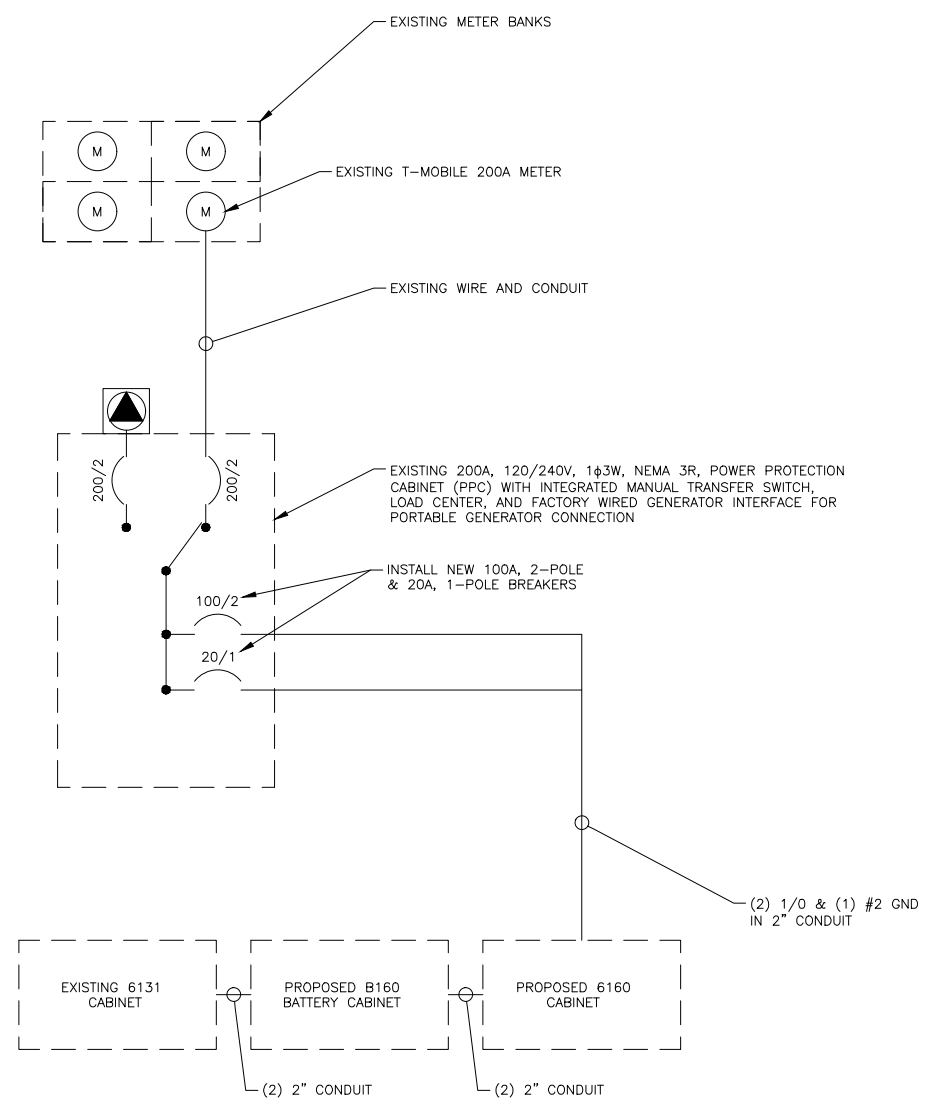 EXISTING METER BANKS
M
M
EXISTING T-MOBILE 200A METER
M
M
EXISTING WIRE AND CONDUIT
200/2
200/2
EXISTING 200A, 120/240V, 1ɸ3W, NEMA 3R, POWER PROTECTION
CABINET (PPC) WITH INTEGRATED MANUAL TRANSFER SWITCH,
LOAD CENTER, AND FACTORY WIRED GENERATOR INTERFACE FOR
PORTABLE GENERATOR CONNECTION
INSTALL NEW 100A, 2-POLE
& 20A, 1-POLE BREAKERS
100/2
20/1
(2) 1/0 & (1) #2 GND
IN 2" CONDUIT
EXISTING 6131
CABINET
PROPOSED B160
BATTERY CABINET
PROPOSED 6160
CABINET
(2) 2" CONDUIT
(2) 2" CONDUIT